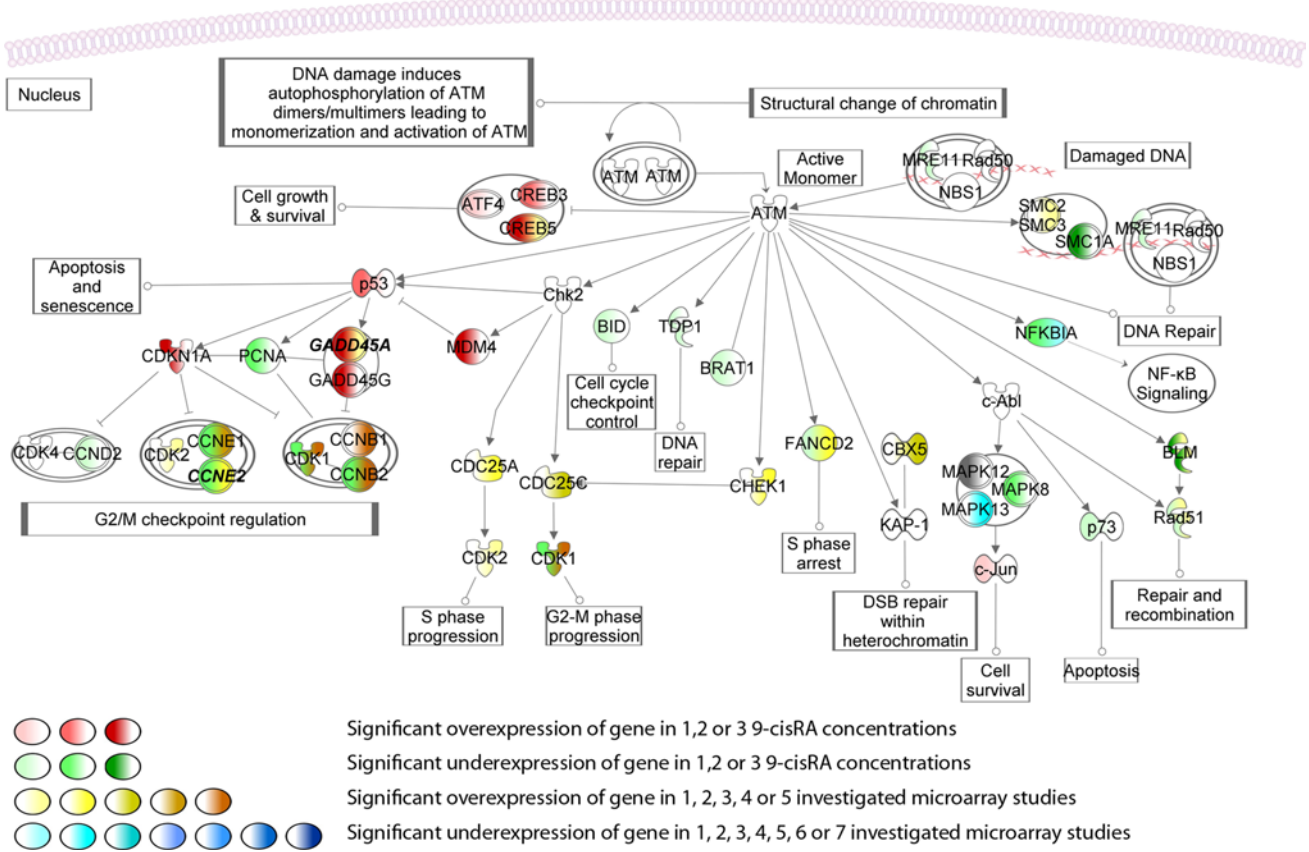 Nucleus
DNA damage induces
autophosphorylation of ATM
dimers/multimers leading to
monomerization and activation of ATM
Structural change of chromatin
ATM ATM
Active
Monomer
MRE11 Rad50
NBS1
Damaged DNA
Cell growth
& survival
ATF4
CREB3
CREB5
ATM
SMC2
SMC3
SMC1A
MRE11 Rad50
NBS1
Apoptosis
and
senescence
p53
Chk2
BID
TDP1
BRAT1
NFKBIA
DNA Repair
CDKN1A
PCNA
GADD45A
GADD45G
MDM4
Cell cycle
checkpoint
control
NF-κB
Signaling
c-Abl
CDK4
CCND2
CDK2
CCNE1
CCNE2
CDK1
CCNB1
CCNB2
CDC25A
CDC25C
DNA
repair
CHEK1
FANCD2
CBX5
MAPK12
MAPK8
MAPK13
BLM
G2/M checkpoint regulation
KAP-1
p73
Rad51
CDK2
CDK1
S phase
arrest
c-Jun
S phase
progression
G2-M phase
progression
DSB repair
within
heterochromatin
Repair and
recombination
Cell
survival
Apoptosis
Significant overexpression of gene in 1,2 or 3 9-cisRA concentrations
Significant underexpression of gene in 1,2 or 3 9-cisRA concentrations
Significant overexpression of gene in 1, 2, 3, 4 or 5 investigated microarray studies
Significant underexpression of gene in 1, 2, 3, 4, 5, 6 or 7 investigated microarray studies